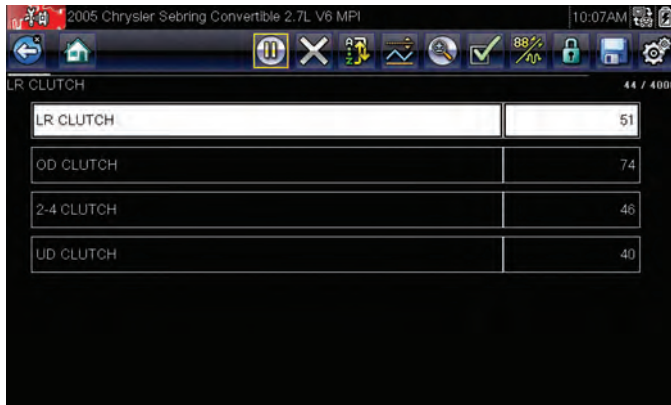 2005 Chrysler Sebring Convertible 2.7L V6 MPI 10:07AM
LR CLUTCH 44 / 400
LR CLUTCH 51
OD CLUTCH 74
2-4 CLUTCH 46
UD CLUTCH 40